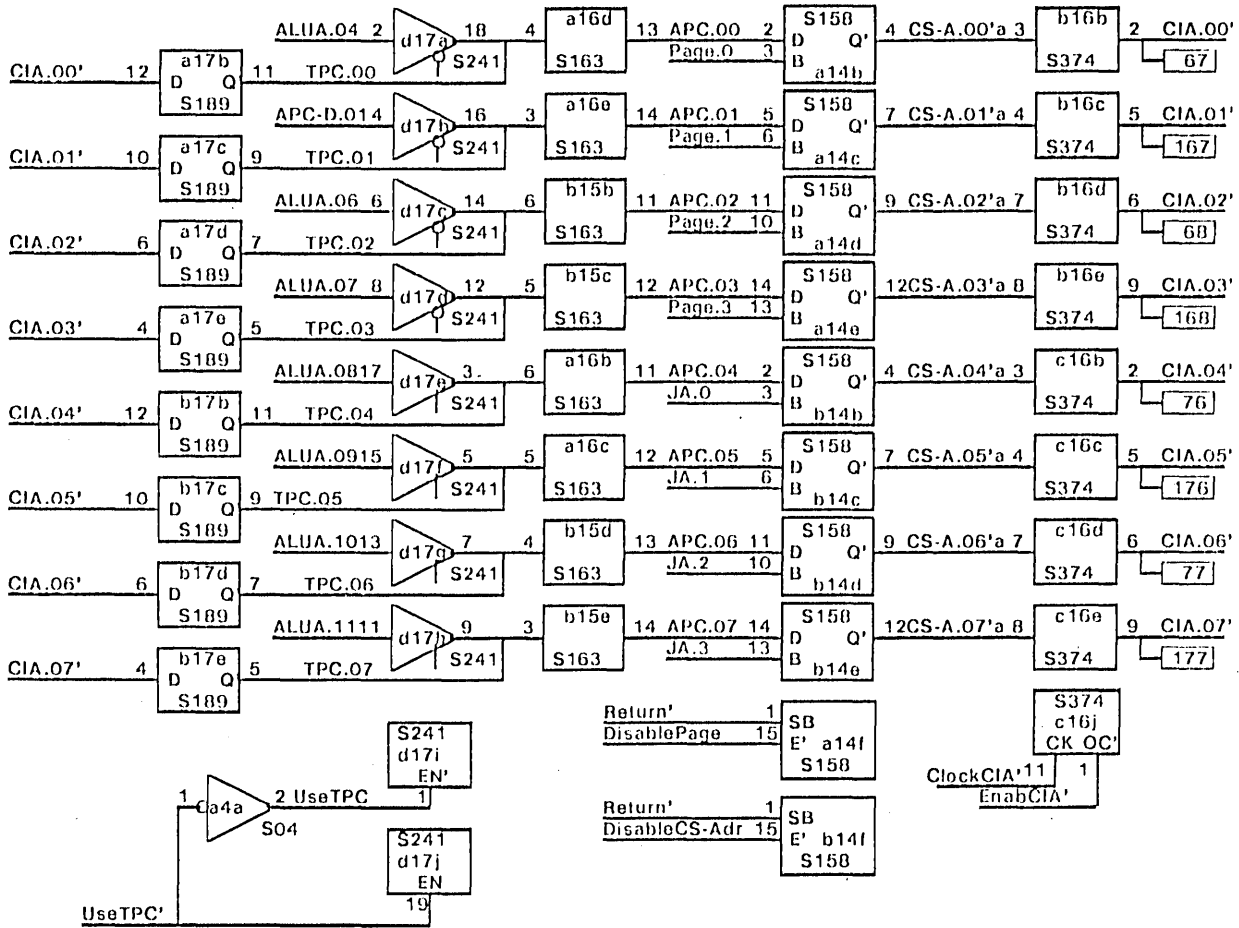 ALUA.04 2 d17a 18 4 a16d 13 APC.00 2 S158 4 CS-A.00'a 3 b16b 2 CIA.00'
D Q'
CIA.00' 12 a17b 11 TPC.00 S241 S163 Page.0 3 B a14b S374 67
D Q
S189
APC-D.014 d17b 16 3 a16e 14 APC.01 5 S158 7 CS-A.01'a 4 b16c 5 CIA.01'
D Q'
CIA.01' 10 a17c 9 TPC.01 S241 S163 Page.1 6 B a14c S374 167
D Q
S189
ALUA.06 6 d17c 14 6 b15b 11 APC.02 11 S158 9 CS-A.02'a 7 b16d 6 CIA.02'
D Q'
CIA.02' 6 a17d 7 TPC.02 S241 S163 Page.2 10 B a14d S374 68
D Q
S189
ALUA.07 8 d17d 12 5 b15c 12 APC.03 14 S158 12CS-A.03'a 8 b16e 9 CIA.03'
D Q'
CIA.03' 4 a17e 5 TPC.03 S241 S163 Page.3 13 B a14e S374 168
D Q
S189
ALUA.0817 d17e 3 6 a16b 11 APC.04 2 S158 4 CS-A.04'a 3 c16b 2 CIA.04'
D Q'
CIA.04' 12 b17b 11 TPC.04 S241 S163 JA.0 3 B b14b S374 76
D Q
S189
ALUA.0915 d17f 5 5 a16c 12 APC.05 5 S158 7 CS-A.05'a 4 c16c 5 CIA.05'
D Q'
CIA.05' 10 b17c 9 TPC.05 S241 S163 JA.1 6 B b14c S374 176
D Q
S189
ALUA.1013 d17g 7 4 b15d 13 APC.06 11 S158 9 CS-A.06'a 7 c16d 6 CIA.06'
D Q'
CIA.06' 6 b17d 7 TPC.06 S241 S163 JA.2 10 B b14d S374 77
D Q
S189
ALUA.1111 d17h 9 3 b15e 14 APC.07 14 S158 12CS-A.07'a 8 c16e 9 CIA.07'
D Q'
CIA.07' 4 b17e 5 TPC.07 S241 S163 JA.3 13 B b14e S374 177
D Q
S189
S241
d17i
EN'
1 a4a 2 UseTPC 1
S04
S241
d17j
EN
19
UseTPC'
Return' 1 SB
DisablePage 15 E' a14f
S158
Return' 1 SB
DisableCS-Adr 15 E' b14f
S158
S374
c16j
CK OC'
ClockCIA' 11 1
EnabCIA'